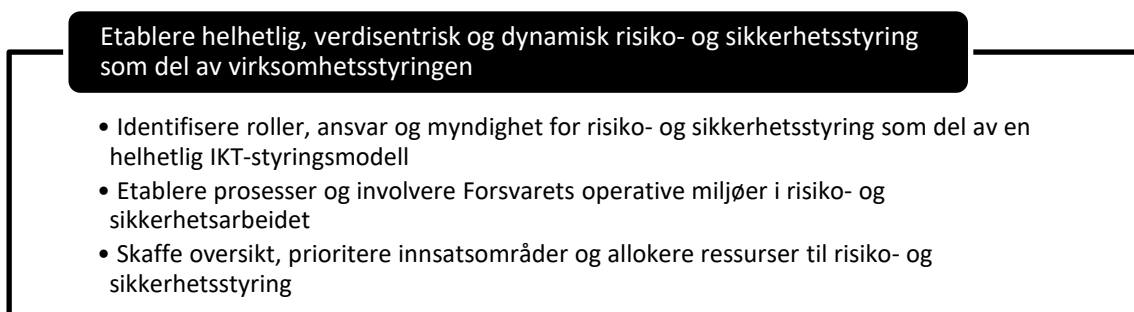 Etablere helhetlig, verdisentrisk og dynamisk risiko- og sikkerhetsstyring
som del av virksomhetsstyringen
• Identifisere roller, ansvar og myndighet for risiko- og sikkerhetsstyring som del av en
helhetlig IKT-styringsmodell
• Etablere prosesser og involvere Forsvarets operative miljøer i risiko- og
sikkerhetsarbeidet
• Skaffe oversikt, prioritere innsatsområder og allokere ressurser til risiko- og
sikkerhetsstyring